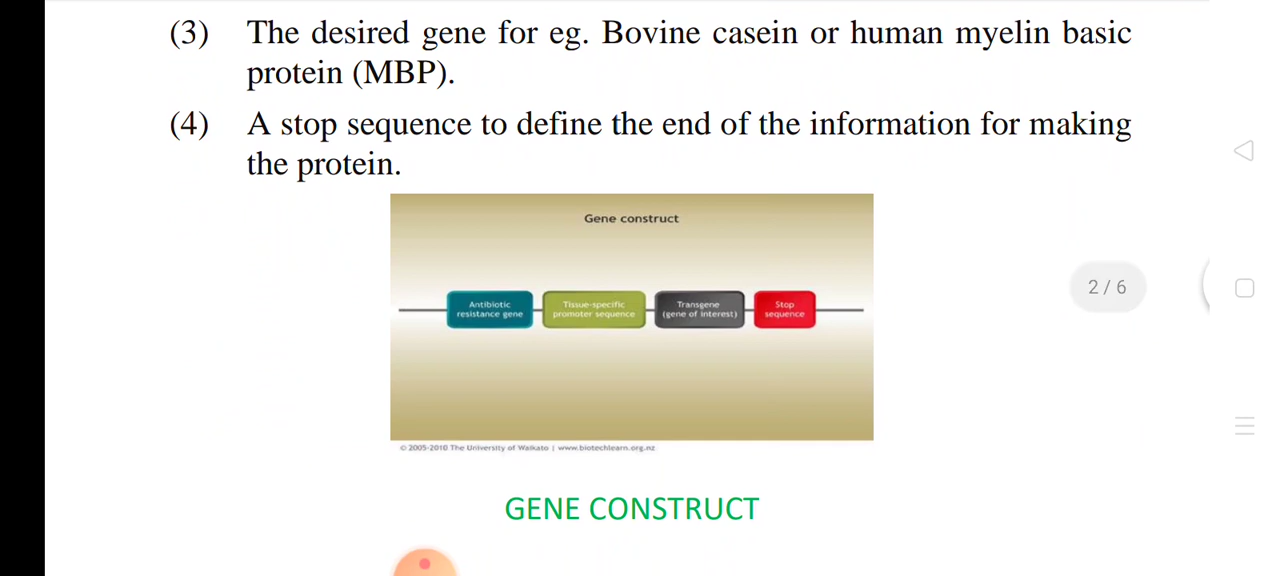 (3) The desired gene for eg. Bovine casein or human myelin basic
protein (MBP).
(4) A stop sequence to define the end of the information for making
the protein.
Gene construct
Antibiotic
resistance gene
Tissue-specific
promoter sequence
Transgene
(gene of interest)
Stop
sequence
2 / 6
© 2005-2010 The University of Waikato | www.biotechlearn.org.nz
GENE CONSTRUCT